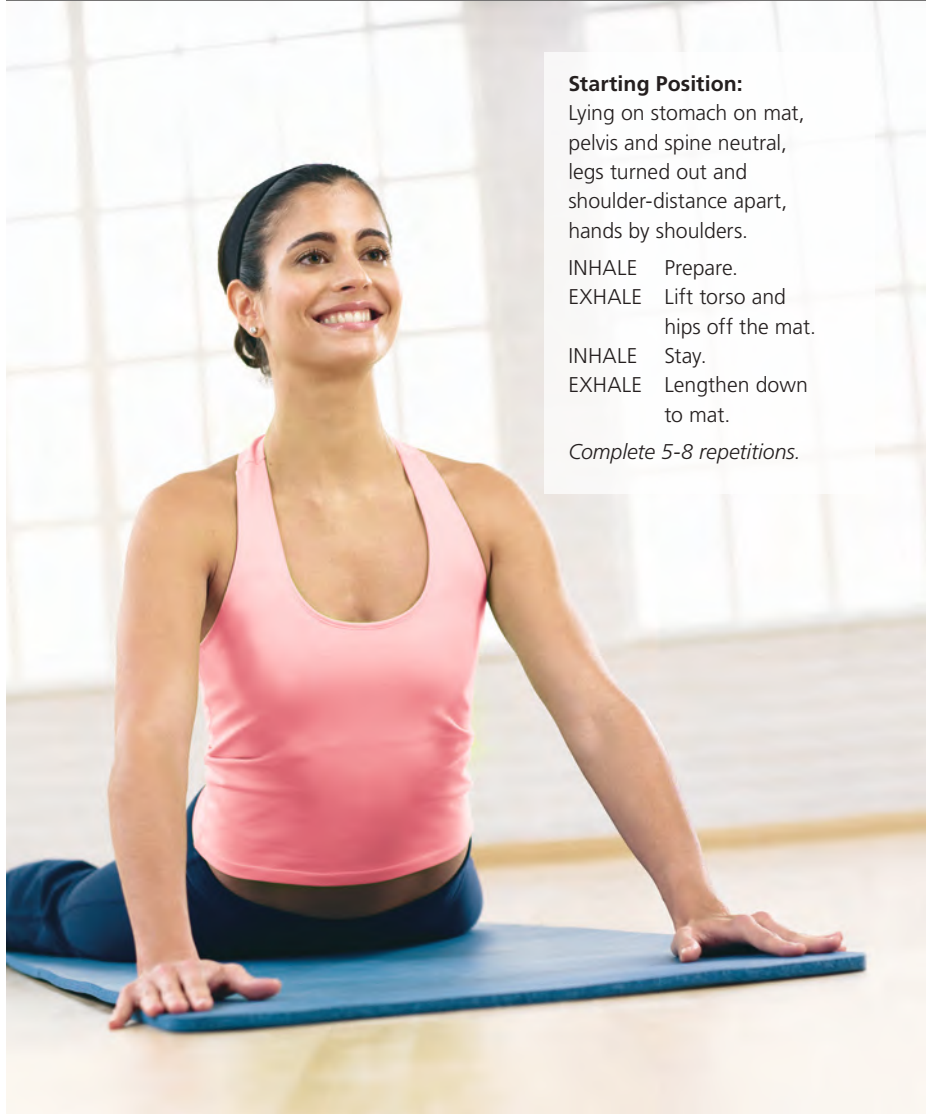 Starting Position:
Lying on stomach on mat,
pelvis and spine neutral,
legs turned out and
shoulder-distance apart,
hands by shoulders.
INHALE Prepare.
EXHALE Lift torso and
hips off the mat.
INHALE Stay.
EXHALE Lengthen down
to mat.
Complete 5-8 repetitions.